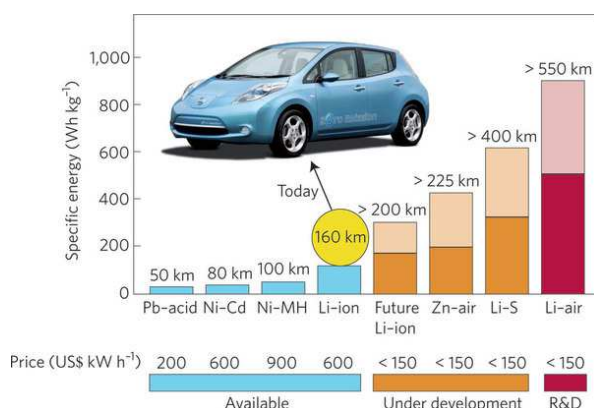 1,000
800
600
400
200
0
Specific energy (Wh kg⁻¹)
Zero Emission
Today
50 km
80 km
100 km
160 km
> 200 km
> 225 km
> 400 km
> 550 km
Pb–acid Ni–Cd Ni–MH Li–ion Future Li–ion Zn–air Li–S Li–air
Price (US$ kW h⁻¹) 200 600 900 600 < 150 < 150 < 150 < 150
Available Under development R&D